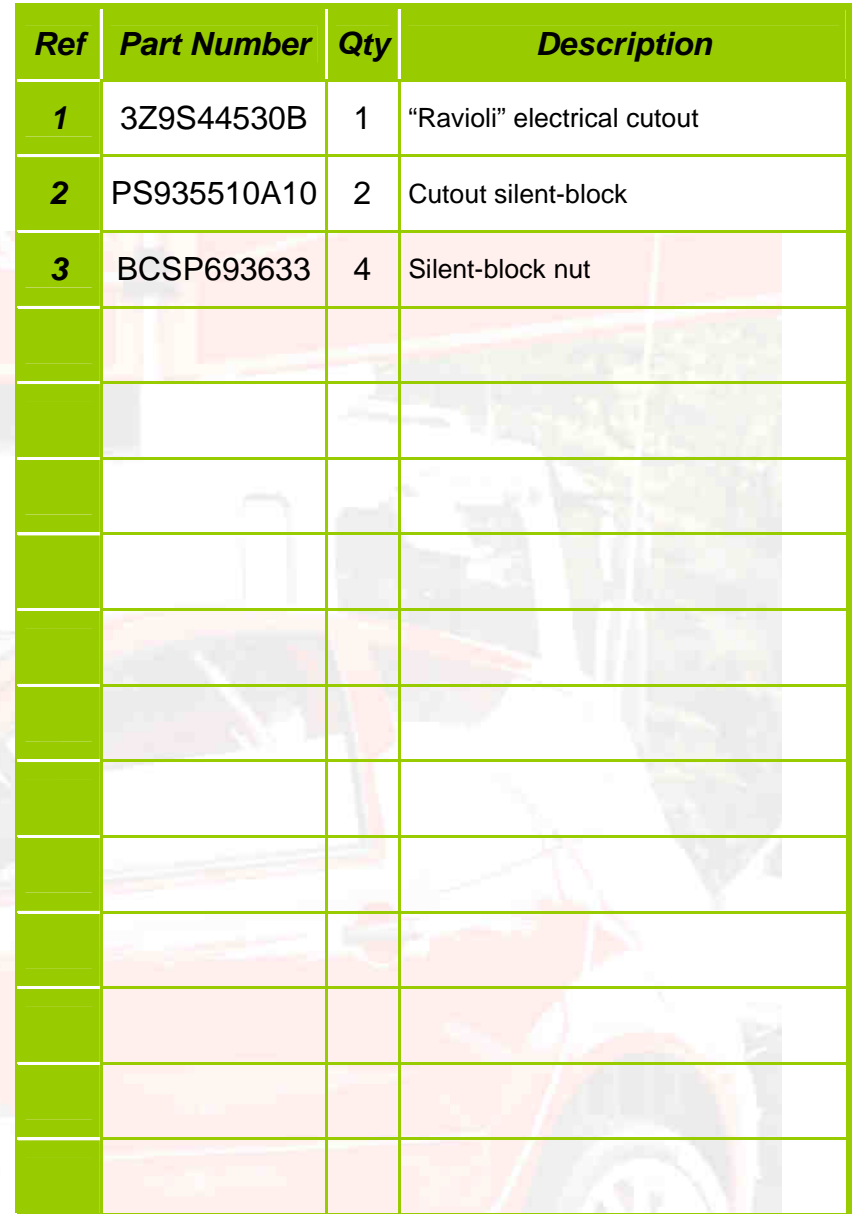 Ref Part Number Qty Description
1 3Z9S44530B 1 “Ravioli” electrical cutout
2 PS935510A10 2 Cutout silent-block
3 BCSP693633 4 Silent-block nut